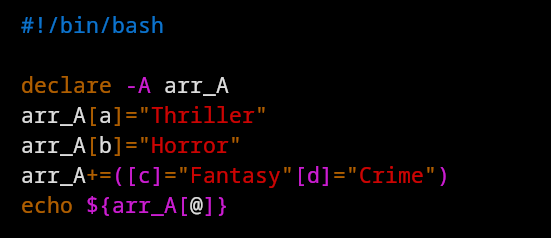 #!/bin/bash
declare -A arr_A
arr_A[a]="Thriller"
arr_A[b]="Horror"
arr_A+=([c]="Fantasy"[d]="Crime")
echo ${arr_A[@]}